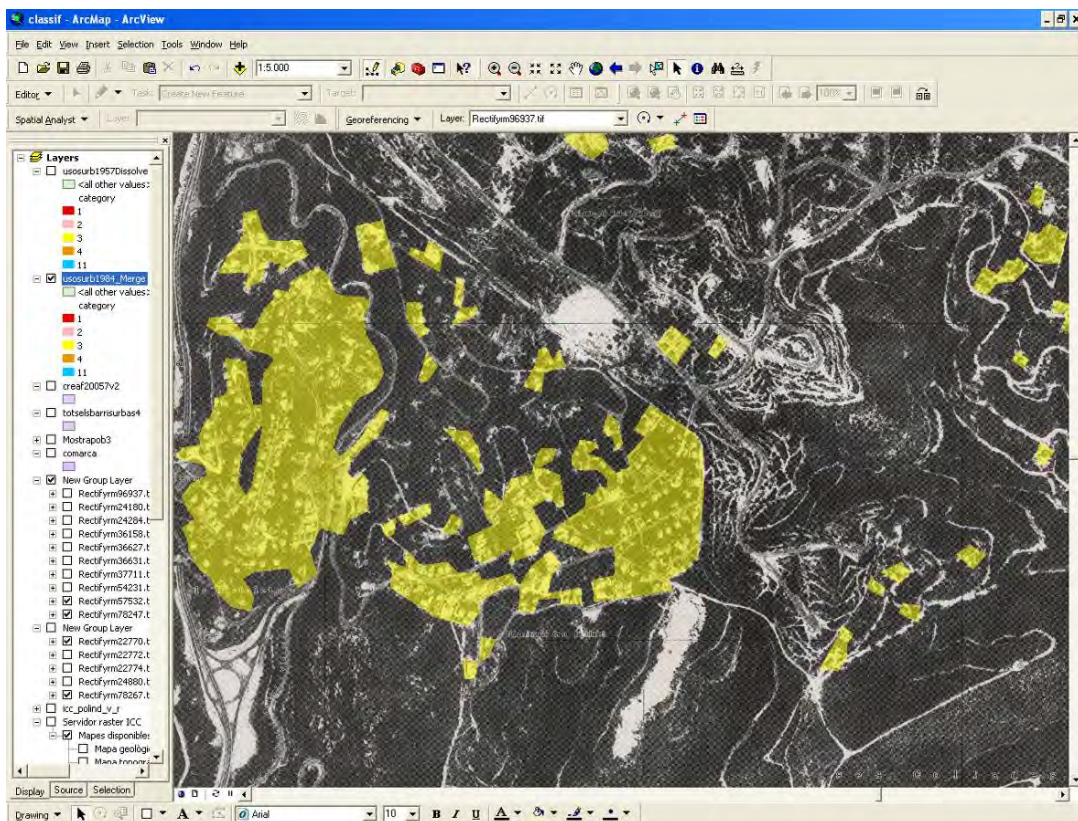 classif - ArcMap - ArcView
File Edit View Insert Selection Tools Window Help
1:5.000
Editor Task: Create New Feature Target: 100%
Spatial Analyst Layer: Georeferencing Layer: Rectifyrm96937.tif
Layers
usosurb1957Dissolve
<all other values>
category
1
2
3
4
11
usosurb1984_Merge
<all other values>
category
1
2
3
4
11
creaf20057v2
totselsbarrisurbas4
Mostrapob3
comarca
New Group Layer
Rectifyrm96937.t
Rectifyrm24180.t
Rectifyrm24284.t
Rectifyrm36158.t
Rectifyrm36627.t
Rectifyrm36631.t
Rectifyrm37711.t
Rectifyrm54231.t
Rectifyrm57532.t
Rectifyrm78247.t
New Group Layer
Rectifyrm22770.t
Rectifyrm22772.t
Rectifyrm22774.t
Rectifyrm24880.t
Rectifyrm78267.t
icc_polind_v_r
Servidor raster ICC
Mapes disponibles
Mapa geològi
Mapa topogr
Display Source Selection
Drawing A Arial 10 B I U A